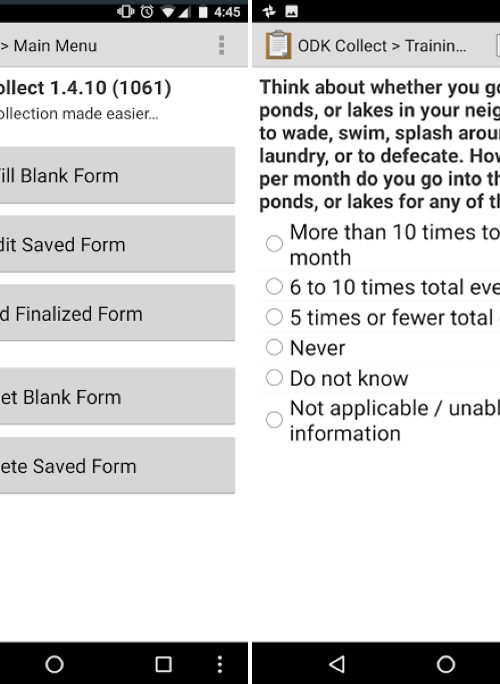 4:45
> Main Menu
ollect 1.4.10 (1061)
ollection made easier...
ill Blank Form
dit Saved Form
d Finalized Form
et Blank Form
ete Saved Form
ODK Collect > Trainin...
Think about whether you go
ponds, or lakes in your neig
to wade, swim, splash arou
laundry, or to defecate. How
per month do you go into th
ponds, or lakes for any of th
More than 10 times to
month
6 to 10 times total eve
5 times or fewer total
Never
Do not know
Not applicable / unabl
information